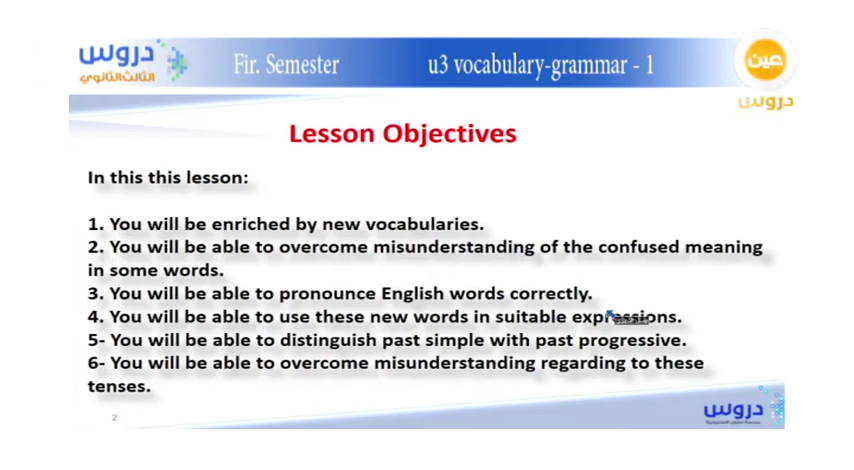 دروس
الثالث الثانوي
Fir. Semester
u3 vocabulary-grammar - 1
عين
دروس
Lesson Objectives
In this this lesson:
1. You will be enriched by new vocabularies.
2. You will be able to overcome misunderstanding of the confused meaning
in some words.
3. You will be able to pronounce English words correctly.
4. You will be able to use these new words in suitable expressions.
5- You will be able to distinguish past simple with past progressive.
6- You will be able to overcome misunderstanding regarding to these
tenses.
2
دروس